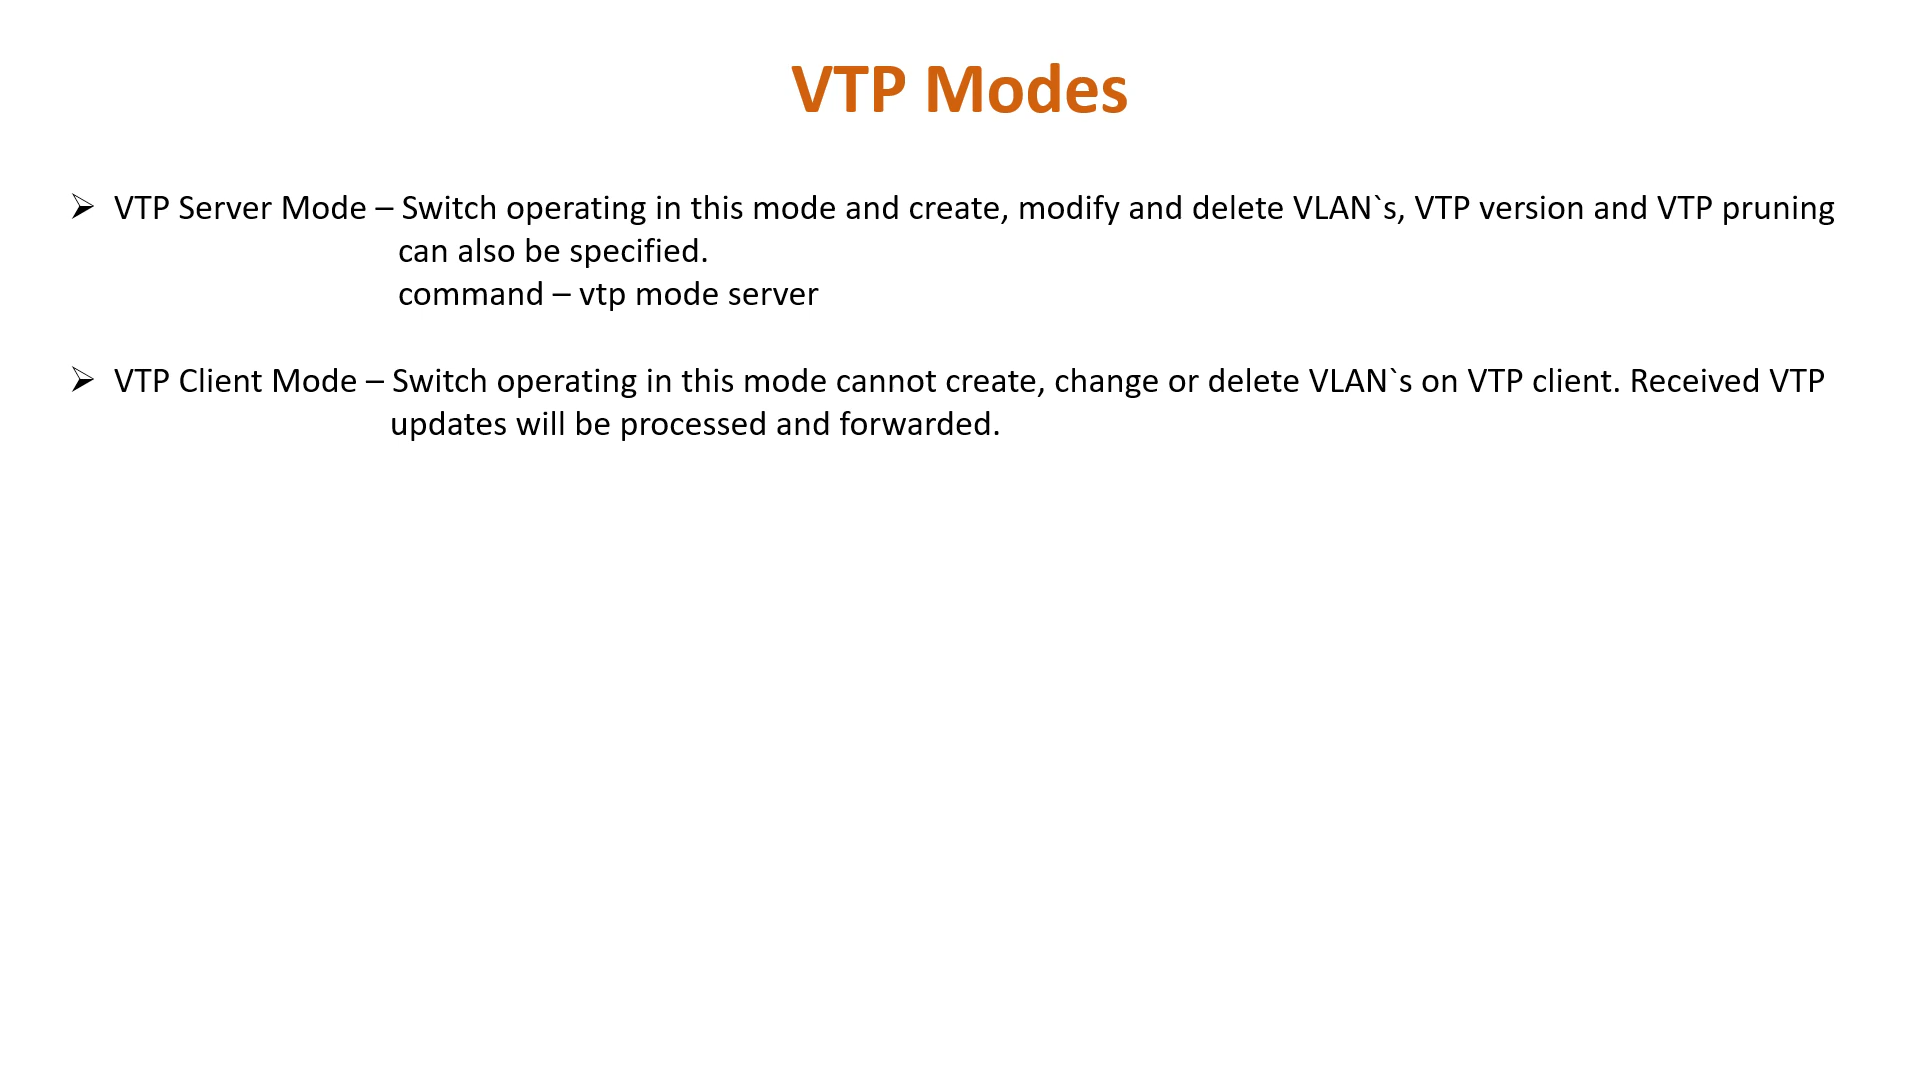 VTP Modes
➢ VTP Server Mode – Switch operating in this mode and create, modify and delete VLAN`s, VTP version and VTP pruning
can also be specified.
command – vtp mode server
➢ VTP Client Mode – Switch operating in this mode cannot create, change or delete VLAN`s on VTP client. Received VTP
updates will be processed and forwarded.